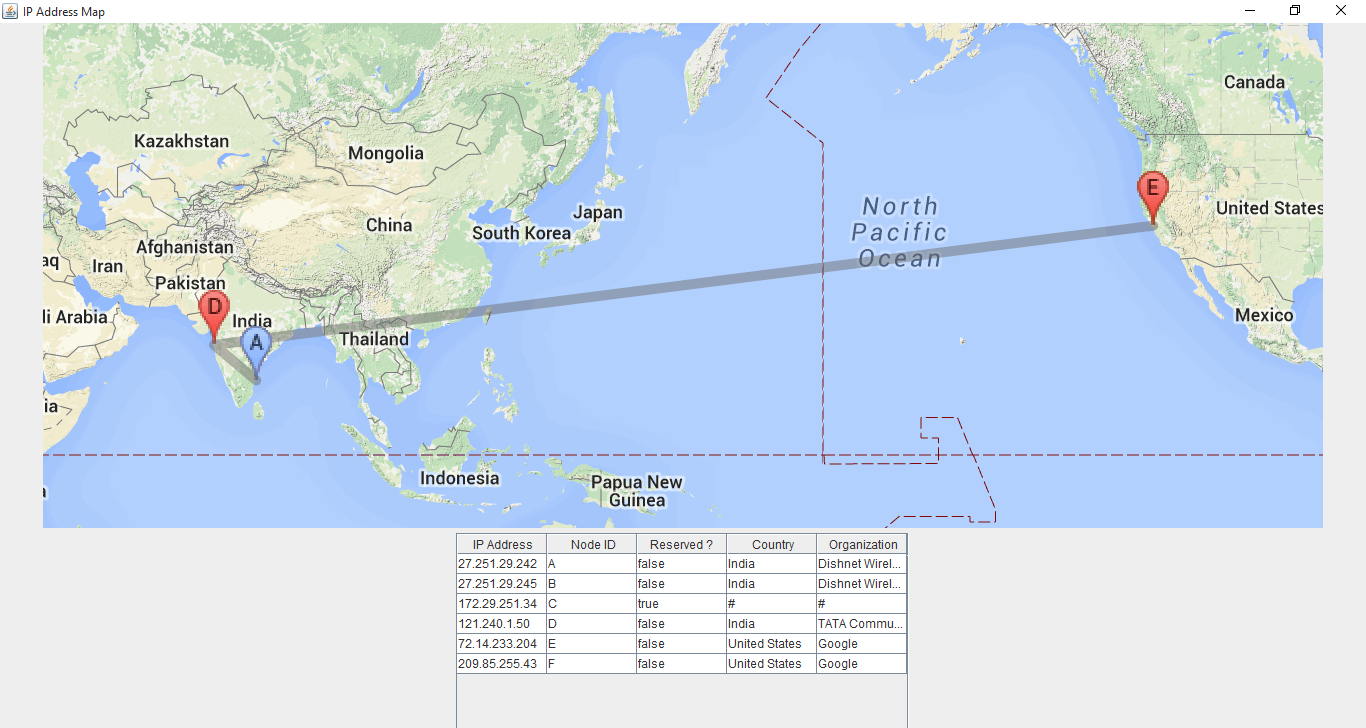 IP Address Map
Canada
Kazakhstan
Mongolia
E
North
Pacific
Ocean
Japan
United States
China
South Korea
Afghanistan
aq
Iran
Pakistan
D
li Arabia
India
Mexico
A
Thailand
ia
Indonesia
Papua New
Guinea
IP Address Node ID Reserved ? Country Organization
27.251.29.242 A false India Dishnet Wirel...
27.251.29.245 B false India Dishnet Wirel...
172.29.251.34 C true # #
121.240.1.50 D false India TATA Commu...
72.14.233.204 E false United States Google
209.85.255.43 F false United States Google